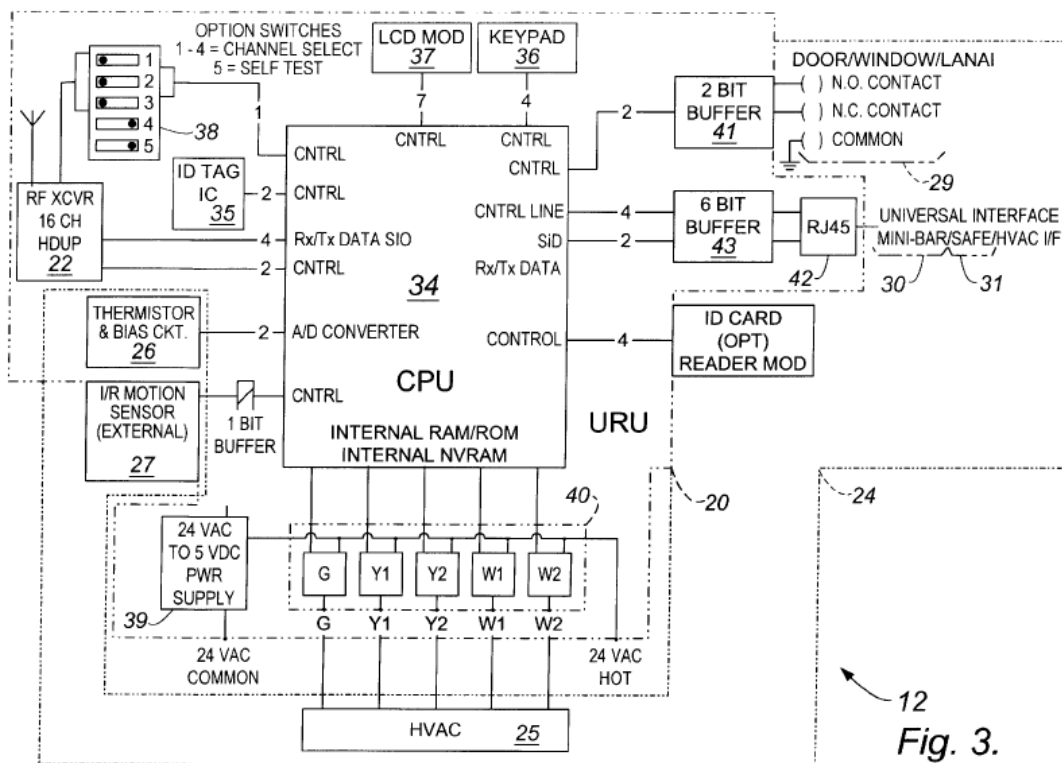 OPTION SWITCHES
1 - 4 = CHANNEL SELECT
5 = SELF TEST
1
2
3
4
5
38
LCD MOD
37
KEYPAD
36
7
4
1
DOOR/WINDOW/LANAI
( ) N.O. CONTACT
( ) N.C. CONTACT
( ) COMMON
29
2 BIT
BUFFER
41
2
RF XCVR
16 CH
HDUP
22
ID TAG
IC
35
2
4
2
CNTRL
CNTRL
CNTRL
CNTRL
CNTRL
Rx/Tx DATA SIO
CNTRL
A/D CONVERTER
CNTRL
CNTRL LINE
SiD
Rx/Tx DATA
CONTROL
34
CPU
INTERNAL RAM/ROM
INTERNAL NVRAM
4
2
6 BIT
BUFFER
43
RJ45
42
UNIVERSAL INTERFACE
MINI-BAR/SAFE/HVAC I/F
30
31
THERMISTOR
& BIAS CKT.
26
2
I/R MOTION
SENSOR
(EXTERNAL)
27
1 BIT
BUFFER
4
ID CARD
(OPT)
READER MOD
URU
20
24
40
24 VAC
TO 5 VDC
PWR
SUPPLY
39
G
Y1
Y2
W1
W2
G
Y1
Y2
W1
W2
24 VAC
COMMON
24 VAC
HOT
HVAC
25
12
Fig. 3.